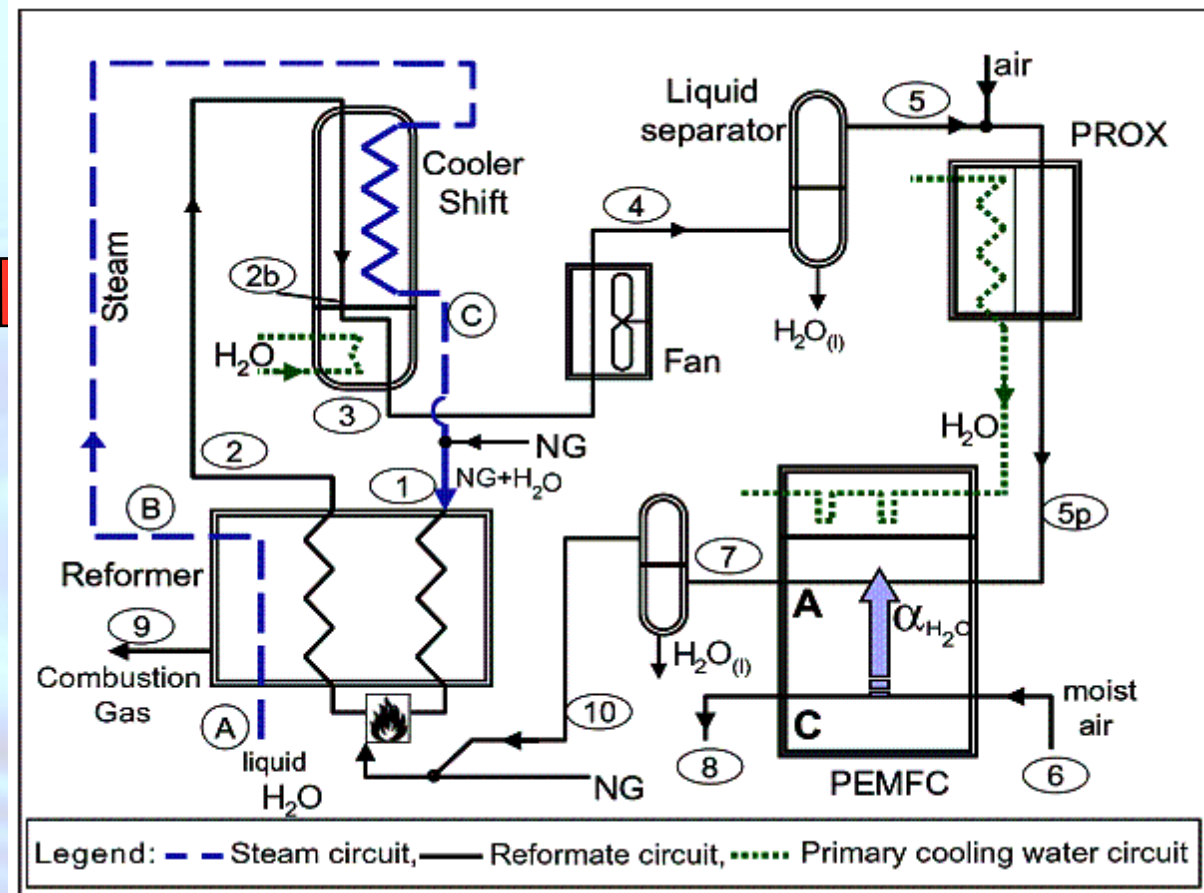 air
5
Liquid
separator
PROX
Cooler
Shift
4
Steam
2b
C
H₂O
H₂O(l)
Fan
3
NG
H₂O
2
1
NG+H₂O
B
5p
Reformer
7
A
α H₂O
9
Combustion
Gas
H₂O(l)
A
10
moist
air
liquid
H₂O
C
8
6
NG
PEMFC
Legend: Steam circuit, Reformate circuit, Primary cooling water circuit